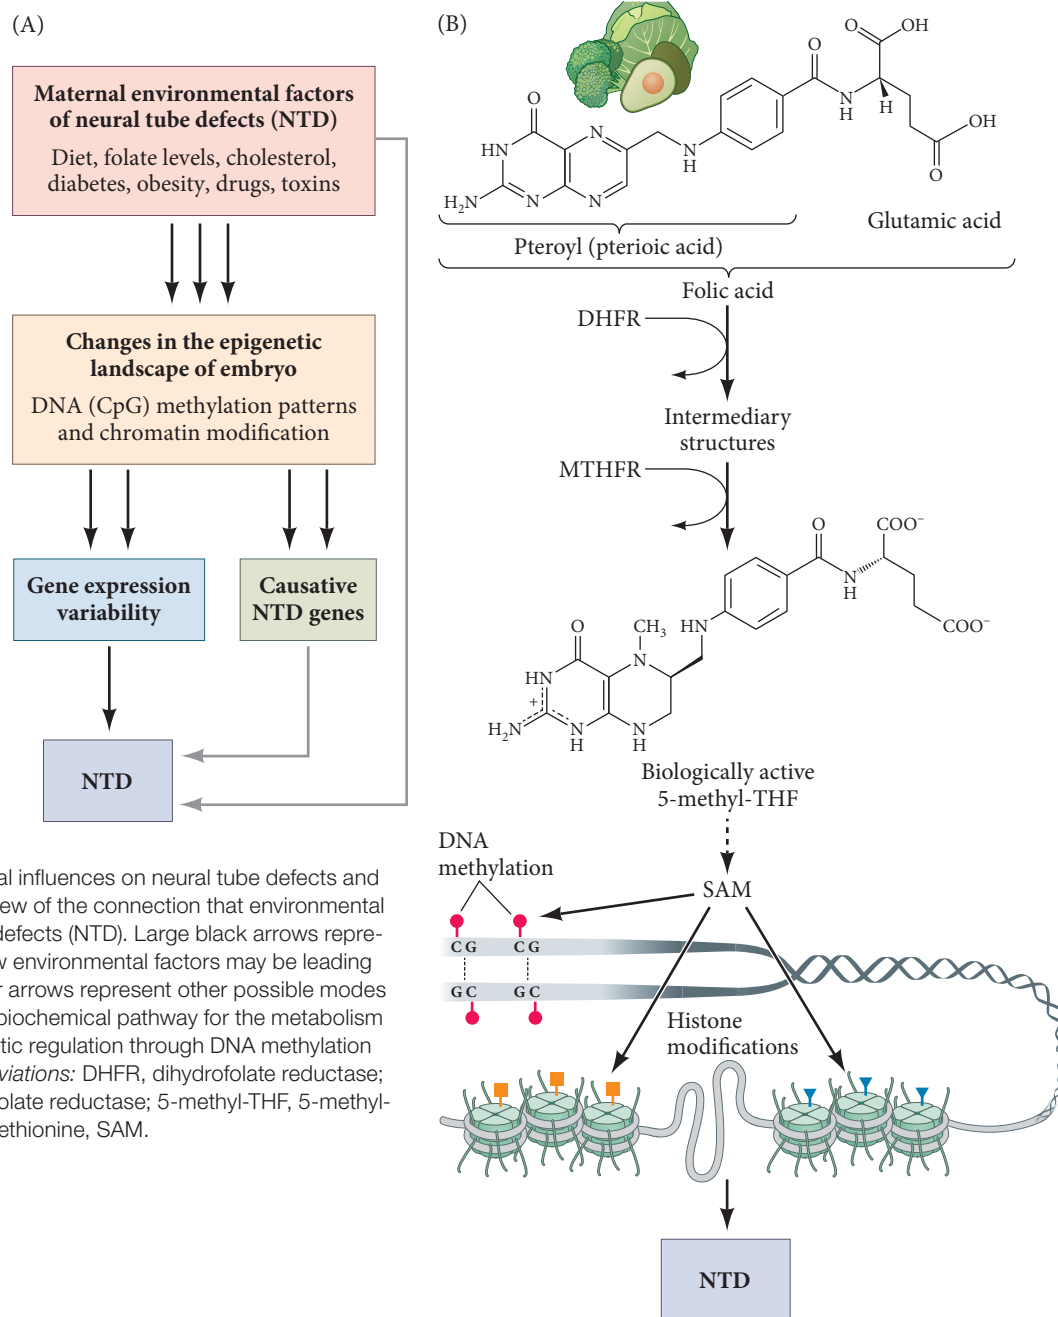 (A)
Maternal environmental factors
of neural tube defects (NTD)
Diet, folate levels, cholesterol,
diabetes, obesity, drugs, toxins
Changes in the epigenetic
landscape of embryo
DNA (CpG) methylation patterns
and chromatin modification
Gene expression
variability
Causative
NTD genes
NTD
al influences on neural tube defects and
ew of the connection that environmental
defects (NTD). Large black arrows repre-
w environmental factors may be leading
r arrows represent other possible modes
biochemical pathway for the metabolism
tic regulation through DNA methylation
viations: DHFR, dihydrofolate reductase;
olate reductase; 5-methyl-THF, 5-methyl-
ethionine, SAM.
(B)
O
OH
O
N
H
H
OH
O
O
HN
N
N
H
H₂N
N
N
Glutamic acid
Pteroyl (pterioic acid)
Folic acid
DHFR
Intermediary
structures
MTHFR
O
COO⁻
N
H
COO⁻
O
CH₃
HN
N
HN
+
H₂N
N
H
N
H
Biologically active
5-methyl-THF
DNA
methylation
SAM
C G
C G
G C
G C
Histone
modifications
NTD